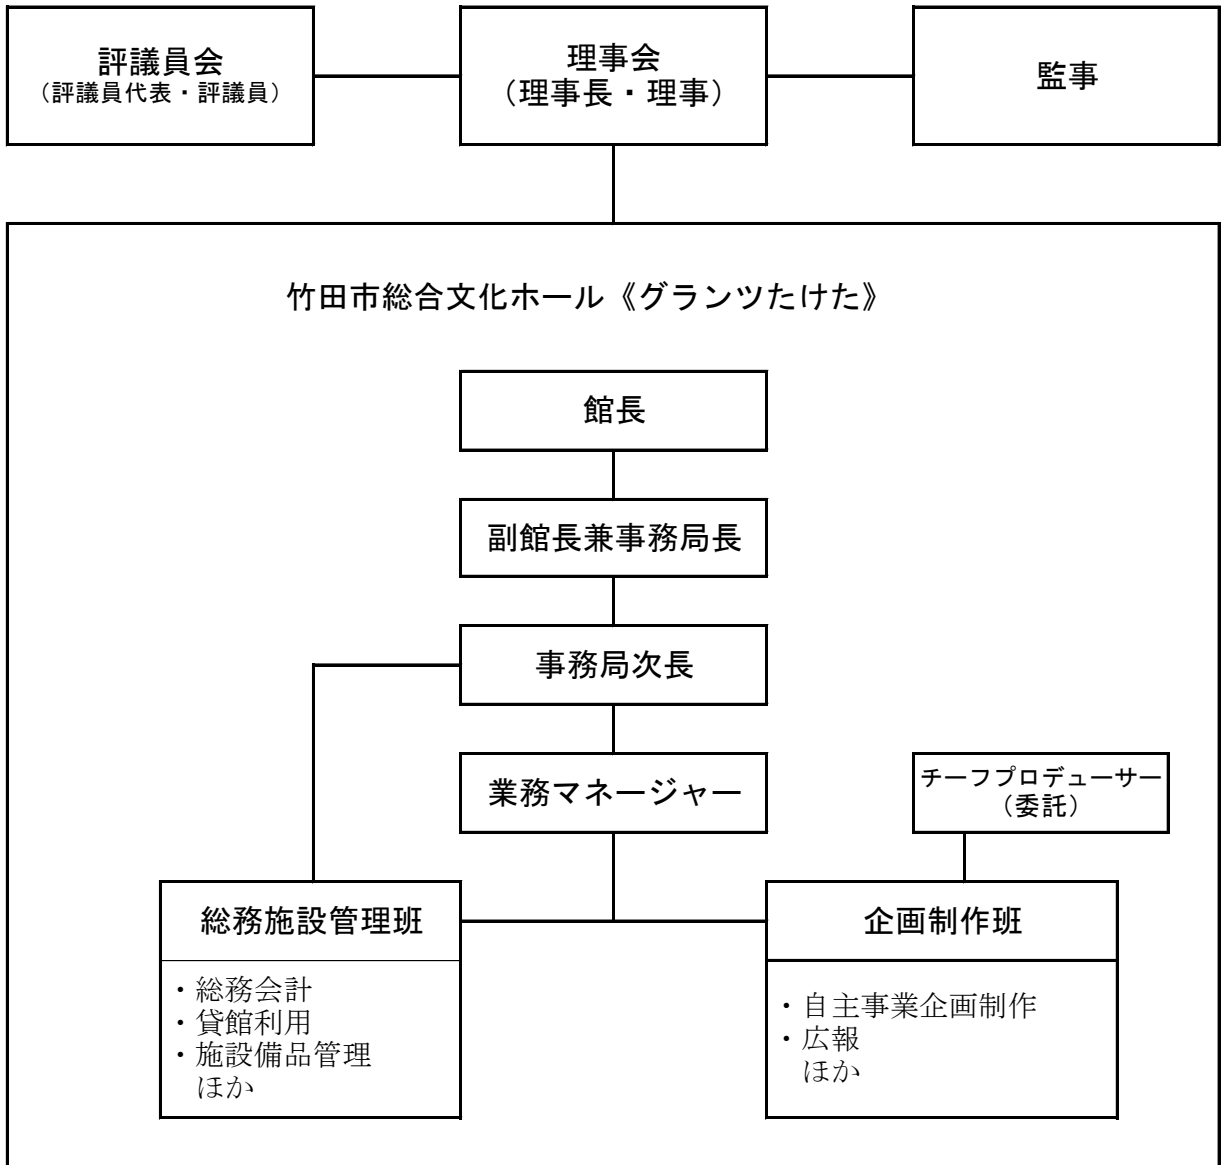 評議員会
（評議員代表・評議員）
理事会
（理事長・理事）
監事
竹田市総合文化ホール《グランツたけた》
館長
副館長兼事務局長
事務局次長
業務マネージャー
チーフプロデューサー
（委託）
総務施設管理班
・総務会計
・貸館利用
・施設備品管理
ほか
企画制作班
・自主事業企画制作
・広報
ほか